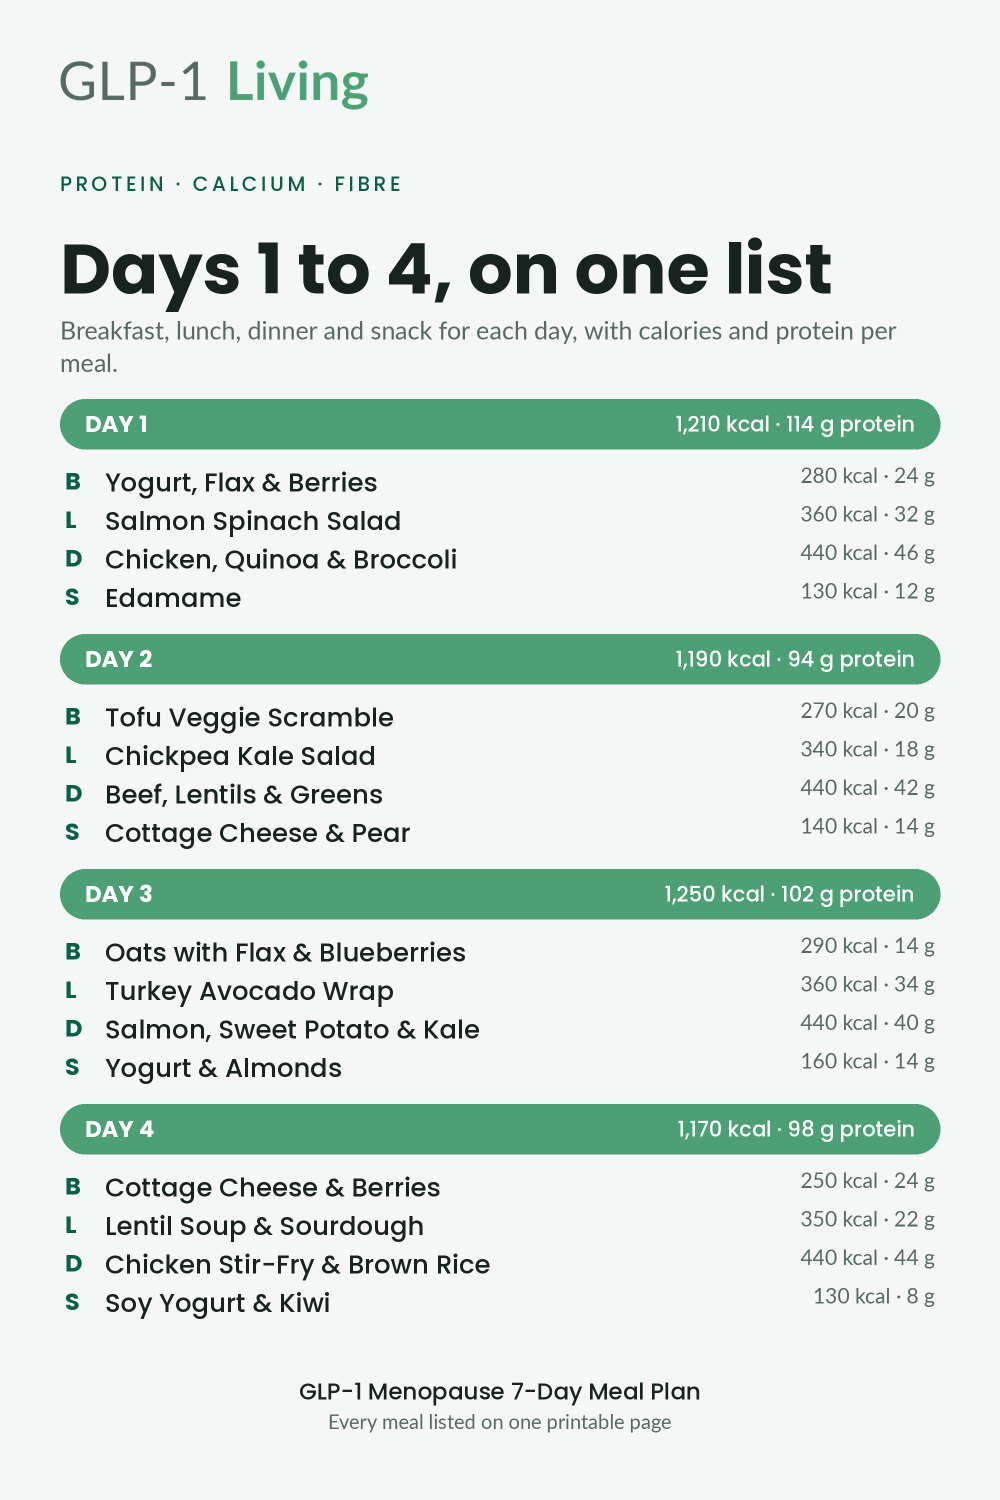 GLP-1 Living
PROTEIN · CALCIUM · FIBRE
Days 1 to 4, on one list
Breakfast, lunch, dinner and snack for each day, with calories and protein per
meal.
DAY 1 1,210 kcal · 114 g protein
B Yogurt, Flax & Berries 280 kcal · 24 g
L Salmon Spinach Salad 360 kcal · 32 g
D Chicken, Quinoa & Broccoli 440 kcal · 46 g
S Edamame 130 kcal · 12 g
DAY 2 1,190 kcal · 94 g protein
B Tofu Veggie Scramble 270 kcal · 20 g
L Chickpea Kale Salad 340 kcal · 18 g
D Beef, Lentils & Greens 440 kcal · 42 g
S Cottage Cheese & Pear 140 kcal · 14 g
DAY 3 1,250 kcal · 102 g protein
B Oats with Flax & Blueberries 290 kcal · 14 g
L Turkey Avocado Wrap 360 kcal · 34 g
D Salmon, Sweet Potato & Kale 440 kcal · 40 g
S Yogurt & Almonds 160 kcal · 14 g
DAY 4 1,170 kcal · 98 g protein
B Cottage Cheese & Berries 250 kcal · 24 g
L Lentil Soup & Sourdough 350 kcal · 22 g
D Chicken Stir-Fry & Brown Rice 440 kcal · 44 g
S Soy Yogurt & Kiwi 130 kcal · 8 g
GLP-1 Menopause 7-Day Meal Plan
Every meal listed on one printable page